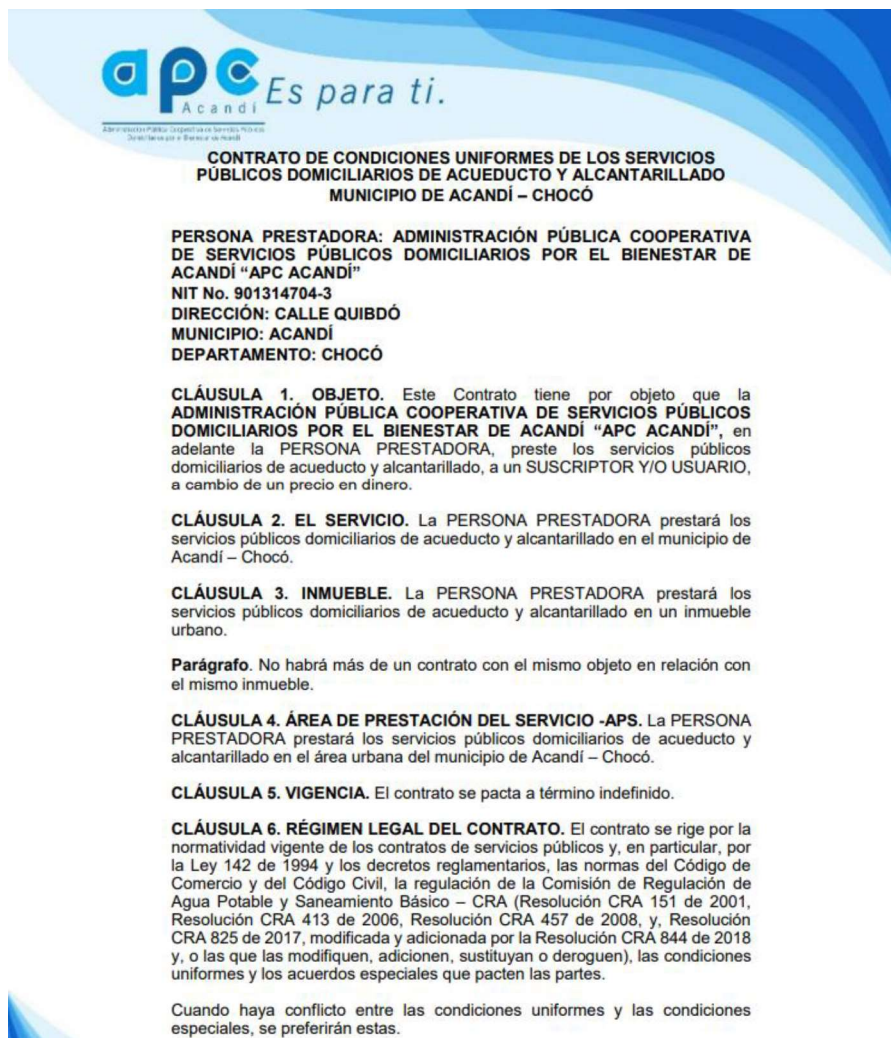 apc
Acandí
Es para ti.
Administración Pública Cooperativa de Servicios Públicos
Domiciliarios por el Bienestar de Acandí
CONTRATO DE CONDICIONES UNIFORMES DE LOS SERVICIOS
PÚBLICOS DOMICILIARIOS DE ACUEDUCTO Y ALCANTARILLADO
MUNICIPIO DE ACANDÍ – CHOCÓ
PERSONA PRESTADORA: ADMINISTRACIÓN PÚBLICA COOPERATIVA
DE SERVICIOS PÚBLICOS DOMICILIARIOS POR EL BIENESTAR DE
ACANDÍ “APC ACANDÍ”
NIT No. 901314704-3
DIRECCIÓN: CALLE QUIBDÓ
MUNICIPIO: ACANDÍ
DEPARTAMENTO: CHOCÓ
CLÁUSULA 1. OBJETO. Este Contrato tiene por objeto que la
ADMINISTRACIÓN PÚBLICA COOPERATIVA DE SERVICIOS PÚBLICOS
DOMICILIARIOS POR EL BIENESTAR DE ACANDÍ “APC ACANDÍ”, en
adelante la PERSONA PRESTADORA, preste los servicios públicos
domiciliarios de acueducto y alcantarillado, a un SUSCRIPTOR Y/O USUARIO,
a cambio de un precio en dinero.
CLÁUSULA 2. EL SERVICIO. La PERSONA PRESTADORA prestará los
servicios públicos domiciliarios de acueducto y alcantarillado en el municipio de
Acandí – Chocó.
CLÁUSULA 3. INMUEBLE. La PERSONA PRESTADORA prestará los
servicios públicos domiciliarios de acueducto y alcantarillado en un inmueble
urbano.
Parágrafo. No habrá más de un contrato con el mismo objeto en relación con
el mismo inmueble.
CLÁUSULA 4. ÁREA DE PRESTACIÓN DEL SERVICIO -APS. La PERSONA
PRESTADORA prestará los servicios públicos domiciliarios de acueducto y
alcantarillado en el área urbana del municipio de Acandí – Chocó.
CLÁUSULA 5. VIGENCIA. El contrato se pacta a término indefinido.
CLÁUSULA 6. RÉGIMEN LEGAL DEL CONTRATO. El contrato se rige por la
normatividad vigente de los contratos de servicios públicos y, en particular, por
la Ley 142 de 1994 y los decretos reglamentarios, las normas del Código de
Comercio y del Código Civil, la regulación de la Comisión de Regulación de
Agua Potable y Saneamiento Básico – CRA (Resolución CRA 151 de 2001,
Resolución CRA 413 de 2006, Resolución CRA 457 de 2008, y, Resolución
CRA 825 de 2017, modificada y adicionada por la Resolución CRA 844 de 2018
y, o las que las modifiquen, adicionen, sustituyan o deroguen), las condiciones
uniformes y los acuerdos especiales que pacten las partes.
Cuando haya conflicto entre las condiciones uniformes y las condiciones
especiales, se preferirán estas.